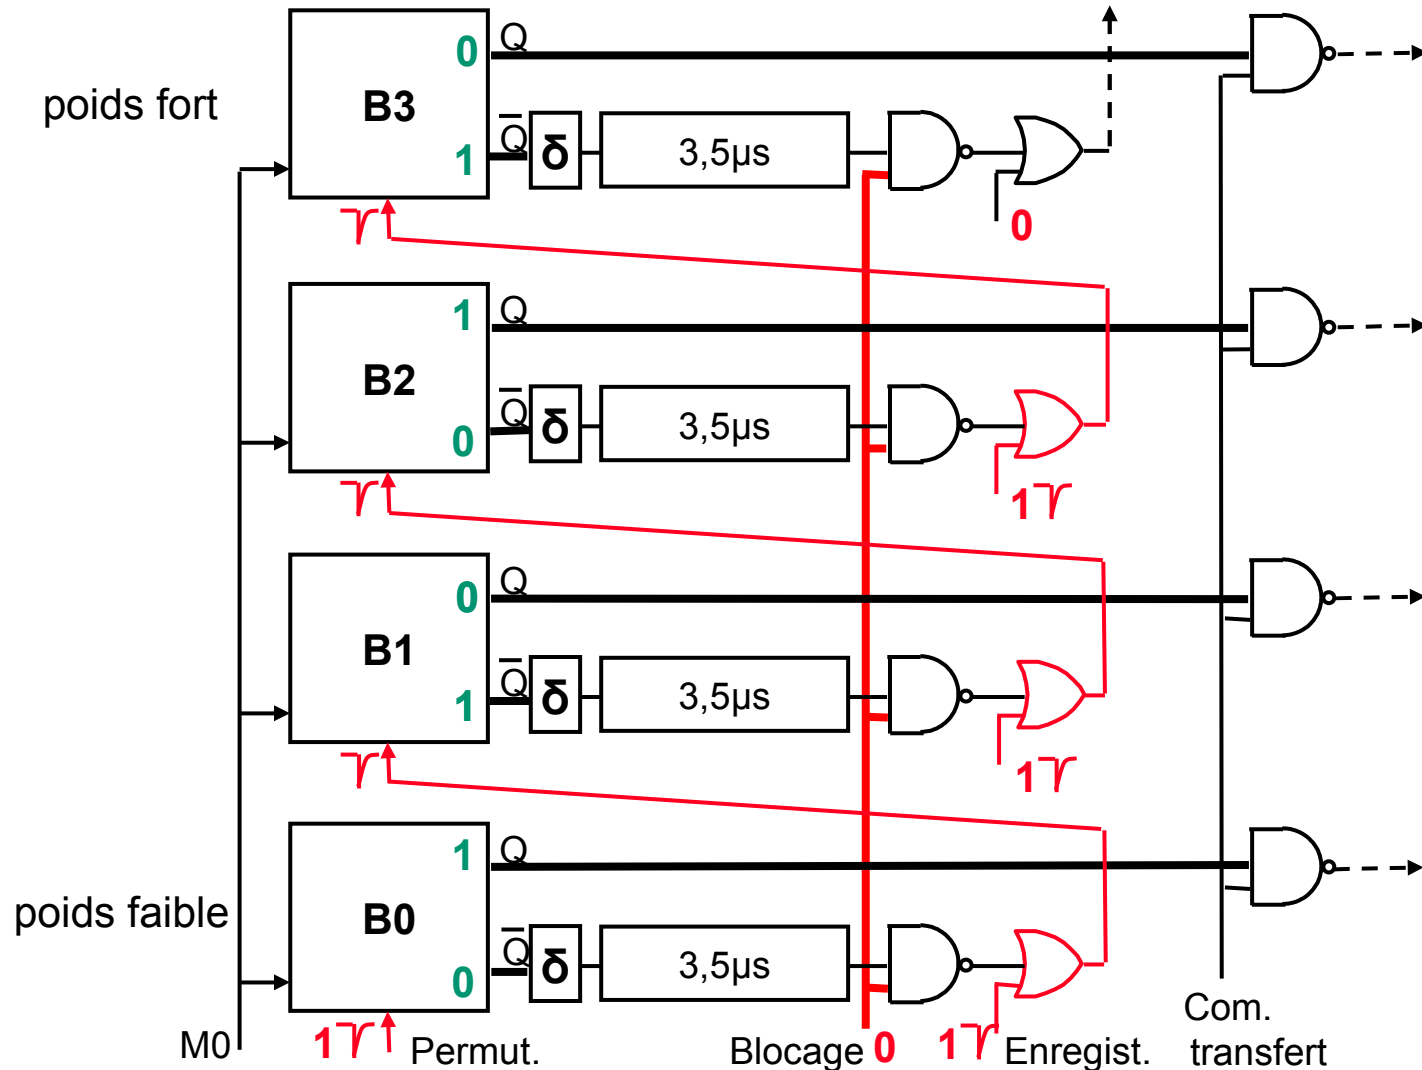 0 Q
poids fort
B3
1 Q δ 3,5µs
0
1 Q
B2
0 Q δ 3,5µs
1
0 Q
B1
1 Q δ 3,5µs
1
1 Q
poids faible
B0
0 Q δ 3,5µs
M0 1 Permut. Blocage 0 1 Enregist.
Com.
transfert